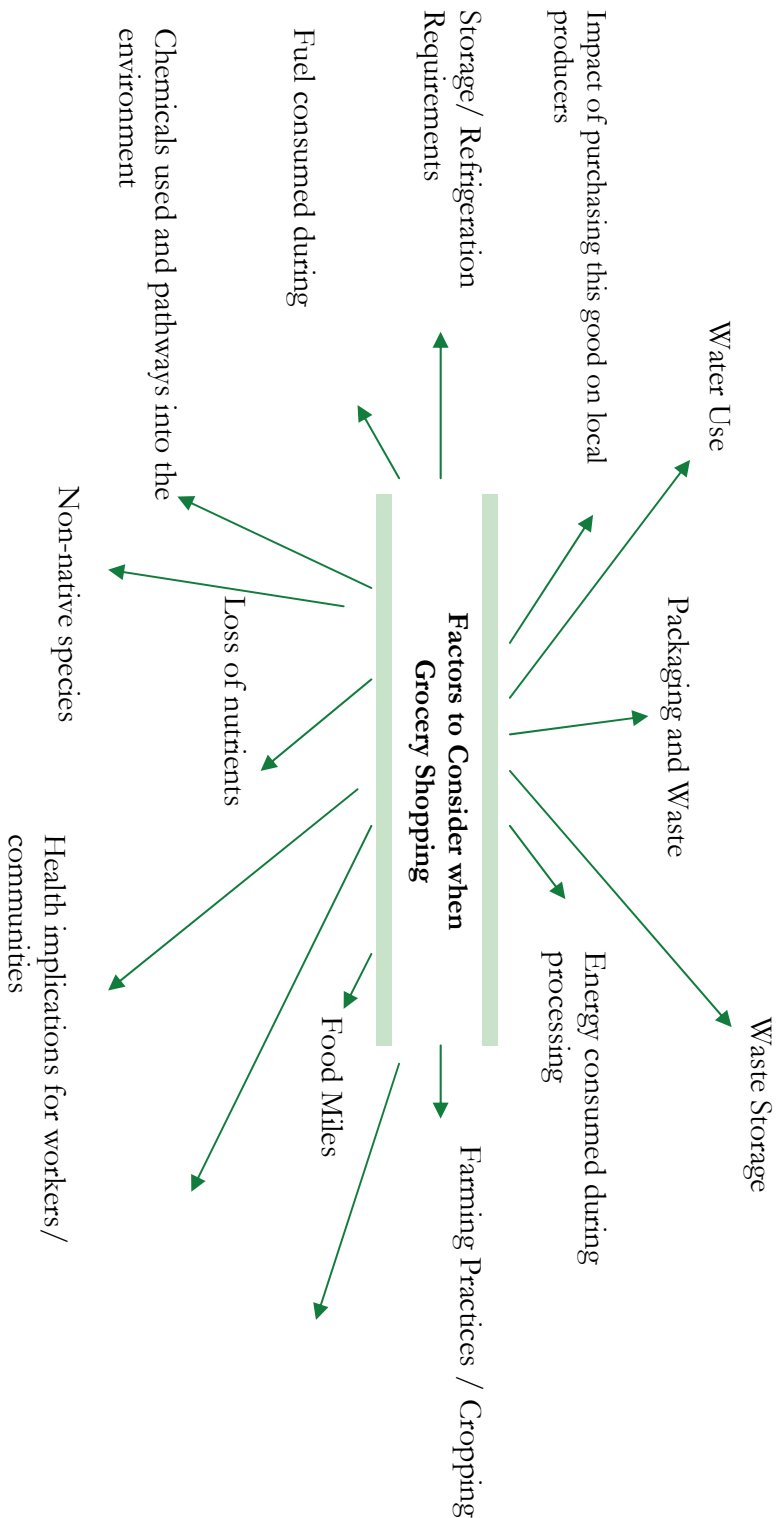 Water Use
Packaging and Waste
Waste Storage
Impact of purchasing this good on local
producers
Energy consumed during
processing
Storage/ Refrigeration
Requirements
Factors to Consider when
Grocery Shopping
Farming Practices / Cropping
Fuel consumed during
Food Miles
Loss of nutrients
Chemicals used and pathways into the
environment
Non-native species
Health implications for workers/
communities